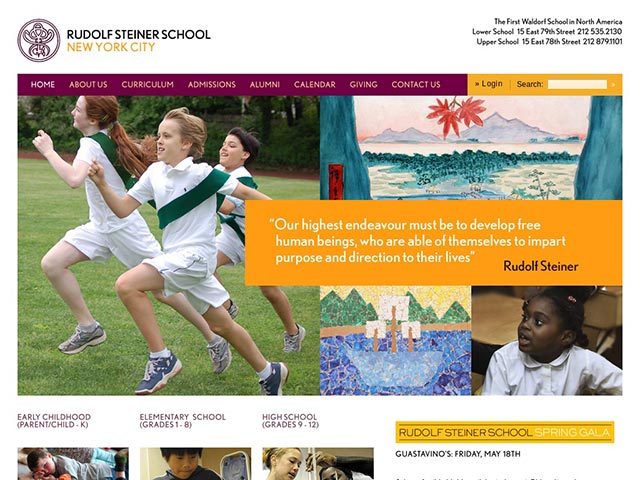 RUDOLF STEINER SCHOOL
NEW YORK CITY
The First Waldorf School in North America
Lower School 15 East 79th Street 212 535.2130
Upper School 15 East 78th Street 212 879.1101
HOME ABOUT US CURRICULUM ADMISSIONS ALUMNI CALENDAR GIVING CONTACT US
» Login Search: »
“Our highest endeavour must be to develop free
human beings, who are able of themselves to impart
purpose and direction to their lives”
Rudolf Steiner
EARLY CHILDHOOD
(PARENT/CHILD - K)
ELEMENTARY SCHOOL
(GRADES 1 - 8)
HIGH SCHOOL
(GRADES 9 - 12)
RUDOLF STEINER SCHOOL SPRING GALA
GUASTAVINO'S: FRIDAY, MAY 18TH